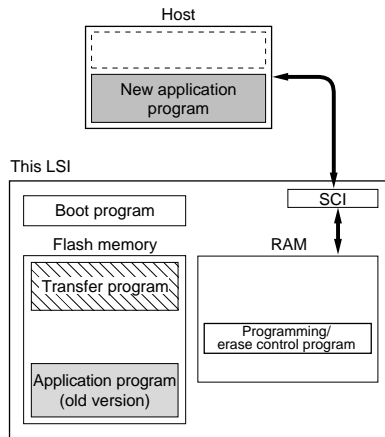 Host
New application
program
This LSI
SCI
Boot program
Flash memory
RAM
Transfer program
Programming/
erase control program
Application program
(old version)